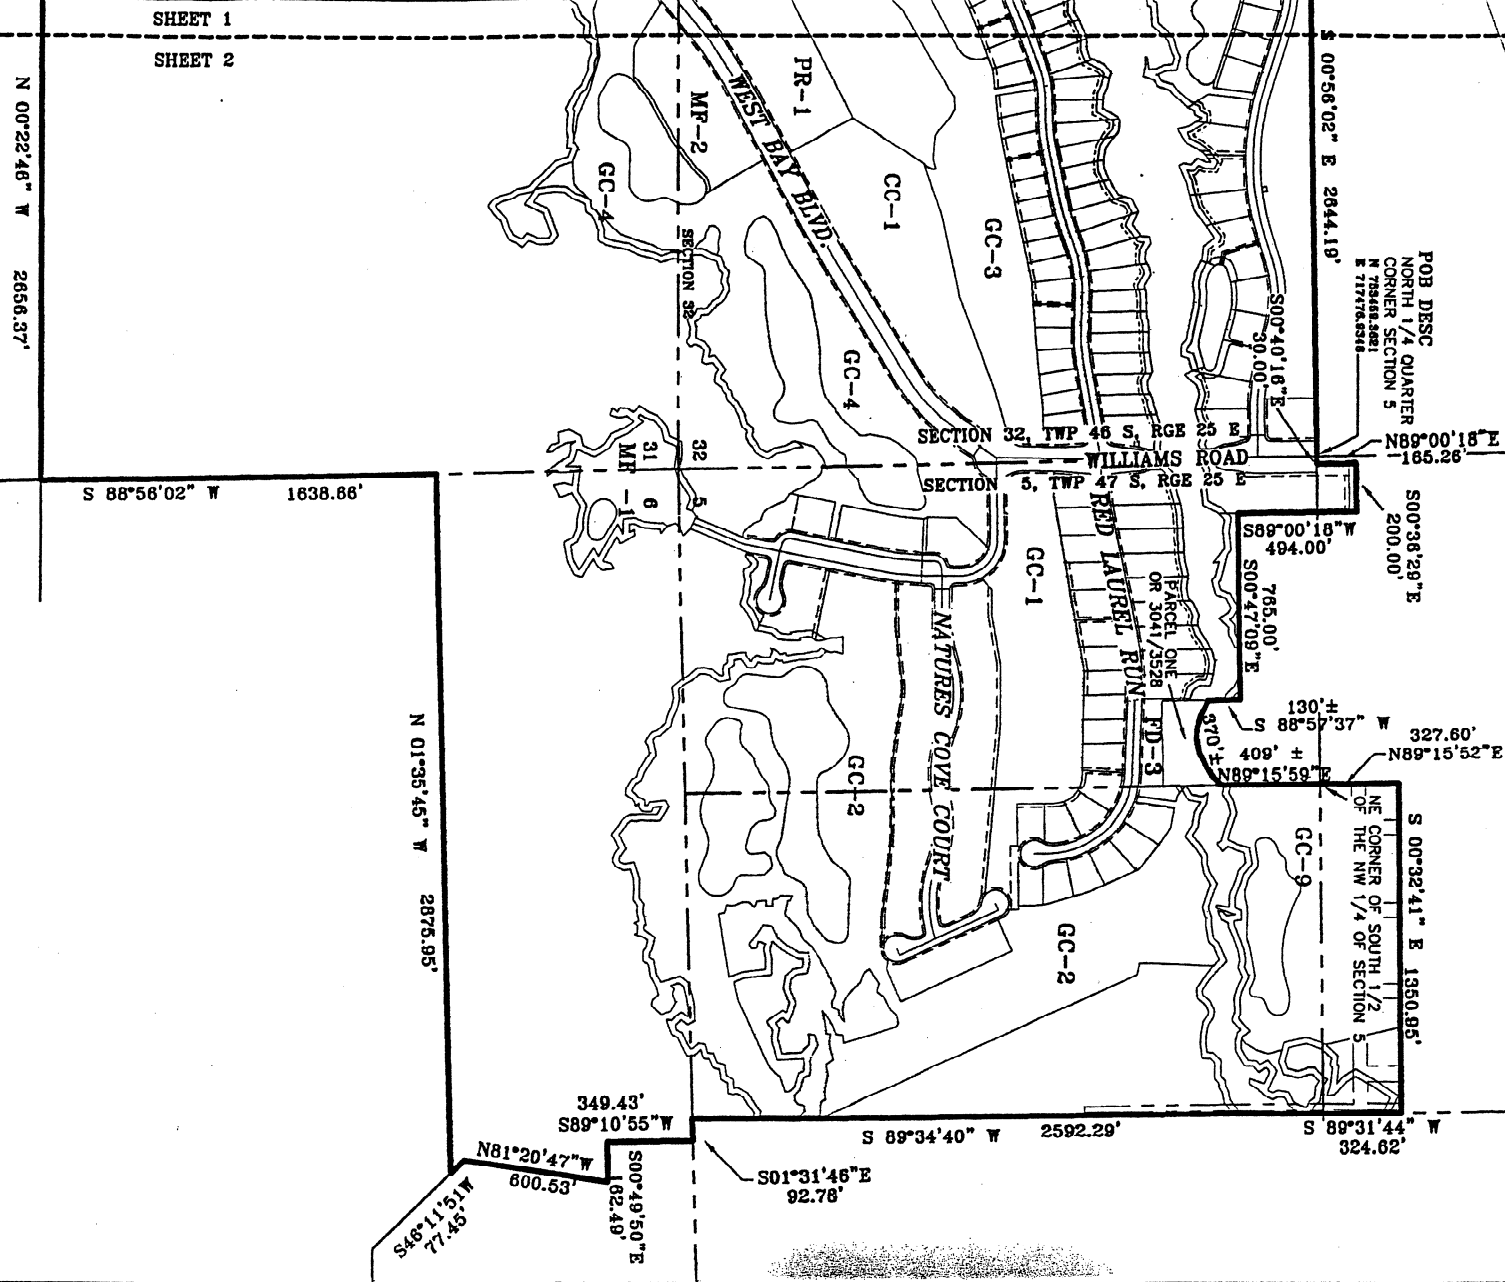 SHEET 1
SHEET 2
N 00°22'46" W 2656.37'
PR-1
MF-2
WEST BAY BLVD.
GC-4
CC-1
GC-3
SECTION 32
GC-4
S 00°56'02" E 2644.19'
POB DESC
NORTH 1/4 QUARTER
CORNER SECTION 5
S00°40'16"E
30.00'
N89°00'18"E
165.26'
SECTION 32, TWP 46 S, RGE 25 E
WILLIAMS ROAD
SECTION 5, TWP 47 S, RGE 25 E
32
31
MF-1
6
5
S 88°56'02" W 1638.66'
S00°36'29"E
200.00'
S89°00'18"W
494.00'
765.00'
S00°47'09"E
RED LAUREL RUN
GC-1
PARCEL ONE
OR 3041/3528
NATURES COVE COURT
130'±
S 88°57'37" W
370'±
409' ±
N89°15'59"E
327.60'
N89°15'52"E
FD-3
GC-2
N 01°35'45" W 2875.95'
GC-9
NE CORNER OF SOUTH 1/2
OF THE NW 1/4 OF SECTION 5
S 00°32'41" E 1350.95'
GC-2
349.43'
S89°10'55"W
S 89°34'40" W 2592.29'
S 89°31'44" W
324.62'
N81°20'47"W
600.53'
S00°49'50"E
162.49'
S01°31'46"E
92.78'
S46°11'51W
77.45'